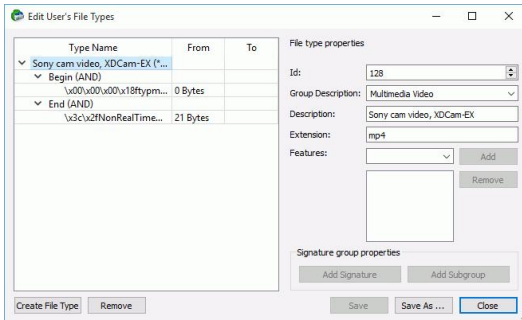 Edit User's File Types
Type Name From To
Sony cam video, XDCam-EX (*...
Begin (AND)
\x00\x00\x00\x18ftypm... 0 Bytes
End (AND)
\x3c\x2fNonRealTime... 21 Bytes
Create File Type Remove
File type properties
Id: 128
Group Description: Multimedia Video
Description: Sony cam video, XDCam-EX
Extension: mp4
Features: Add
Remove
Signature group properties
Add Signature Add Subgroup
Save Save As ... Close